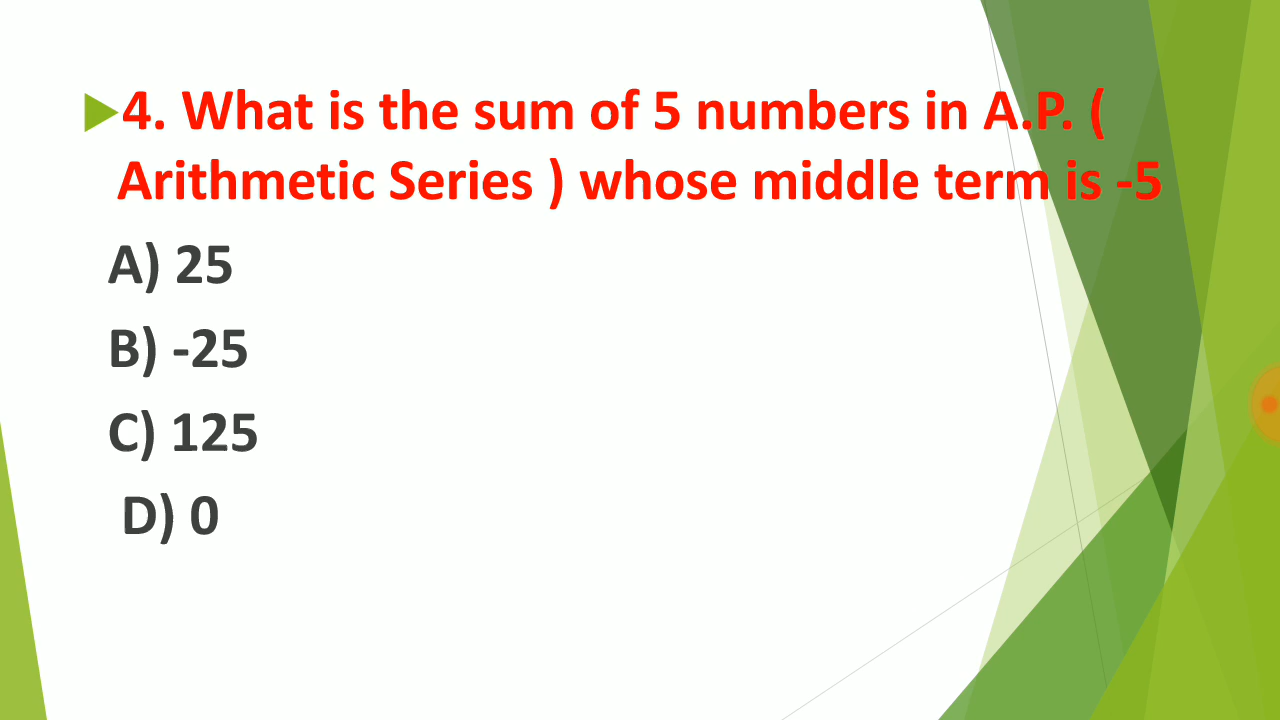 4. What is the sum of 5 numbers in A.P. (
Arithmetic Series ) whose middle term is -5
A) 25
B) -25
C) 125
D) 0